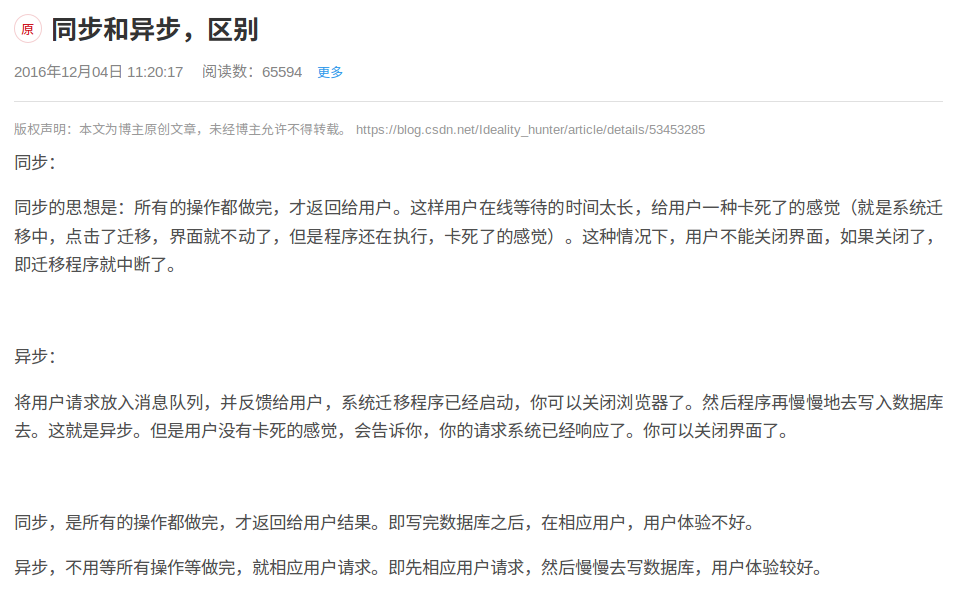 原 同步和异步，区别
2016年12月04日 11:20:17 阅读数：65594 更多
版权声明：本文为博主原创文章，未经博主允许不得转载。 https://blog.csdn.net/Ideality_hunter/article/details/53453285
同步：
同步的思想是：所有的操作都做完，才返回给用户。这样用户在线等待的时间太长，给用户一种卡死了的感觉（就是系统迁
移中，点击了迁移，界面就不动了，但是程序还在执行，卡死了的感觉）。这种情况下，用户不能关闭界面，如果关闭了，
即迁移程序就中断了。
异步：
将用户请求放入消息队列，并反馈给用户，系统迁移程序已经启动，你可以关闭浏览器了。然后程序再慢慢地去写入数据库
去。这就是异步。但是用户没有卡死的感觉，会告诉你，你的请求系统已经响应了。你可以关闭界面了。
同步，是所有的操作都做完，才返回给用户结果。即写完数据库之后，在相应用户，用户体验不好。
异步，不用等所有操作等做完，就相应用户请求。即先相应用户请求，然后慢慢去写数据库，用户体验较好。